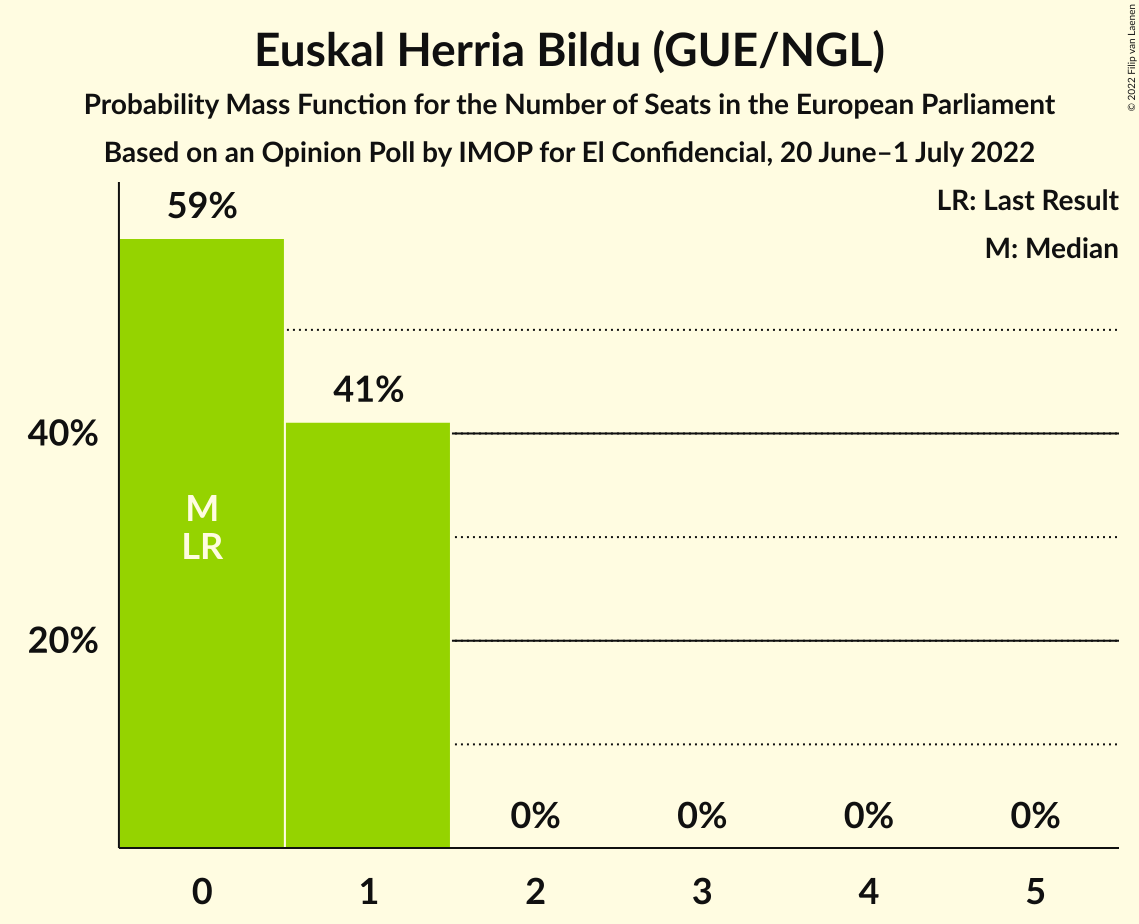 Euskal Herria Bildu (GUE/NGL)
Probability Mass Function for the Number of Seats in the European Parliament
Based on an Opinion Poll by IMOP for El Confidencial, 20 June–1 July 2022
© 2022 Filip van Laenen
LR: Last Result
M: Median
59%
41%
40%
M
LR
20%
0%
0%
0%
0%
0
1
2
3
4
5